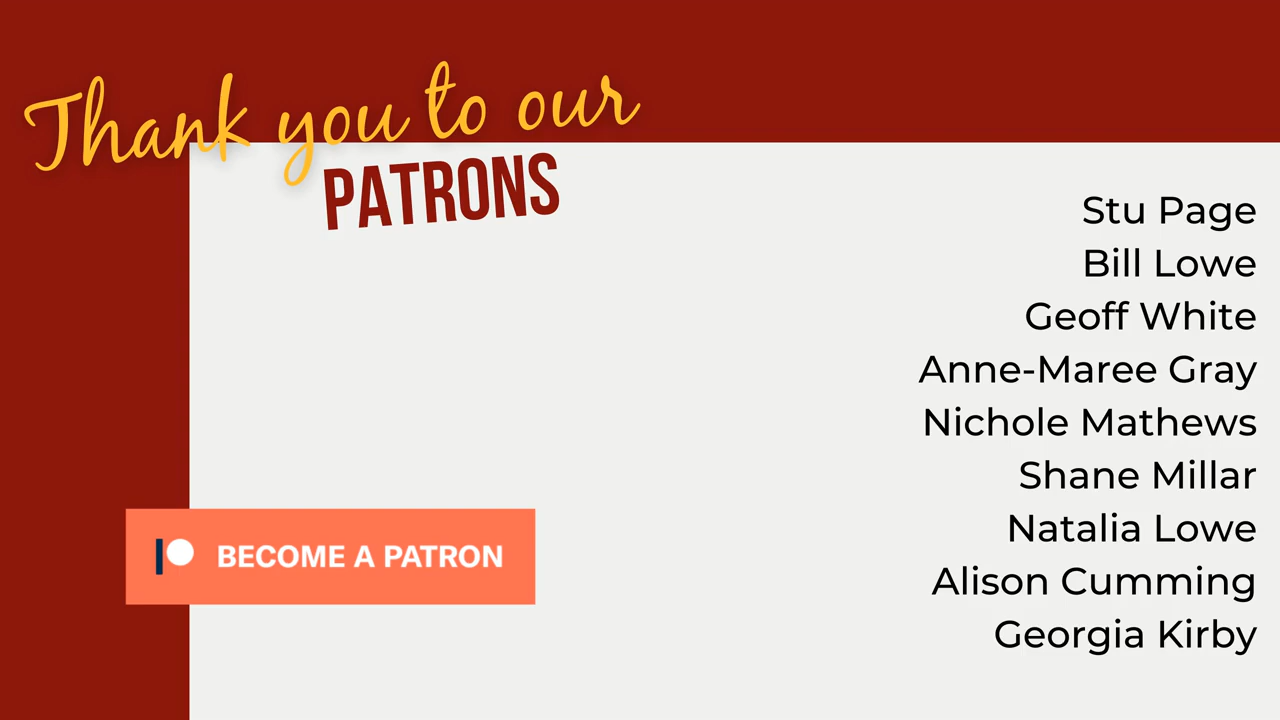 Thank you to our
PATRONS
Stu Page
Bill Lowe
Geoff White
Anne-Maree Gray
Nichole Mathews
Shane Millar
Natalia Lowe
Alison Cumming
Georgia Kirby
BECOME A PATRON